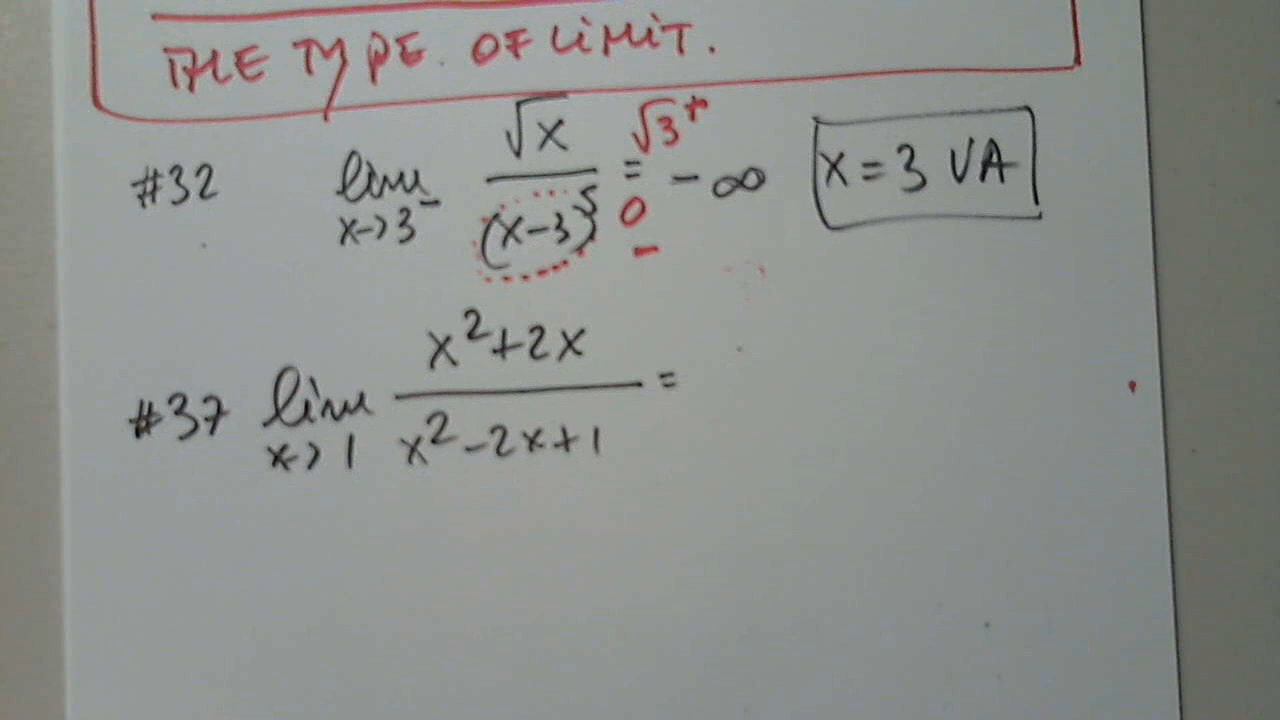 THE TYPE OF LIMIT.
#32 lim x→3⁻ √x / (x-3)⁵ = √3 + / 0 - - ∞ x = 3 VA
#37 lim x→1 x²+2x / x²-2x+1 =